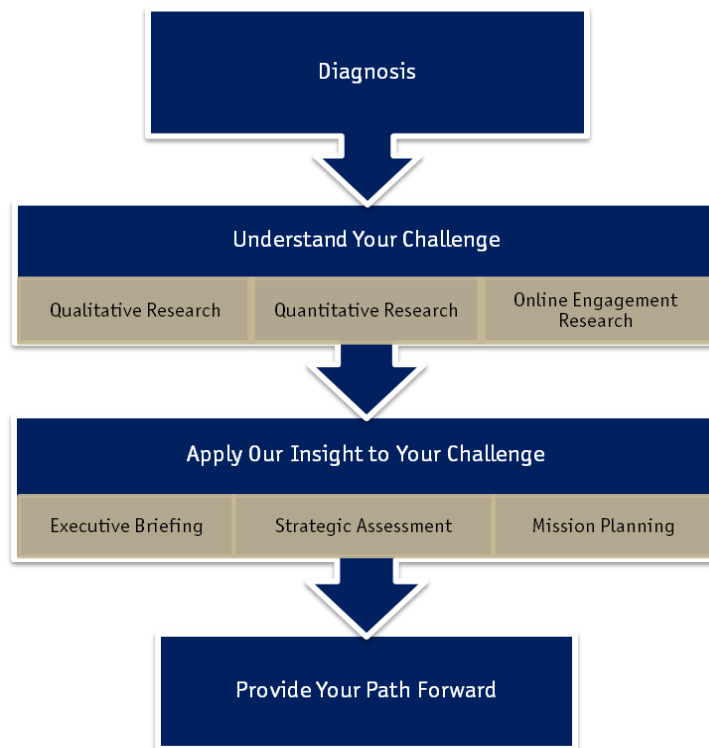 Diagnosis
Understand Your Challenge
Qualitative Research
Quantitative Research
Online Engagement
Research
Apply Our Insight to Your Challenge
Executive Briefing
Strategic Assessment
Mission Planning
Provide Your Path Forward